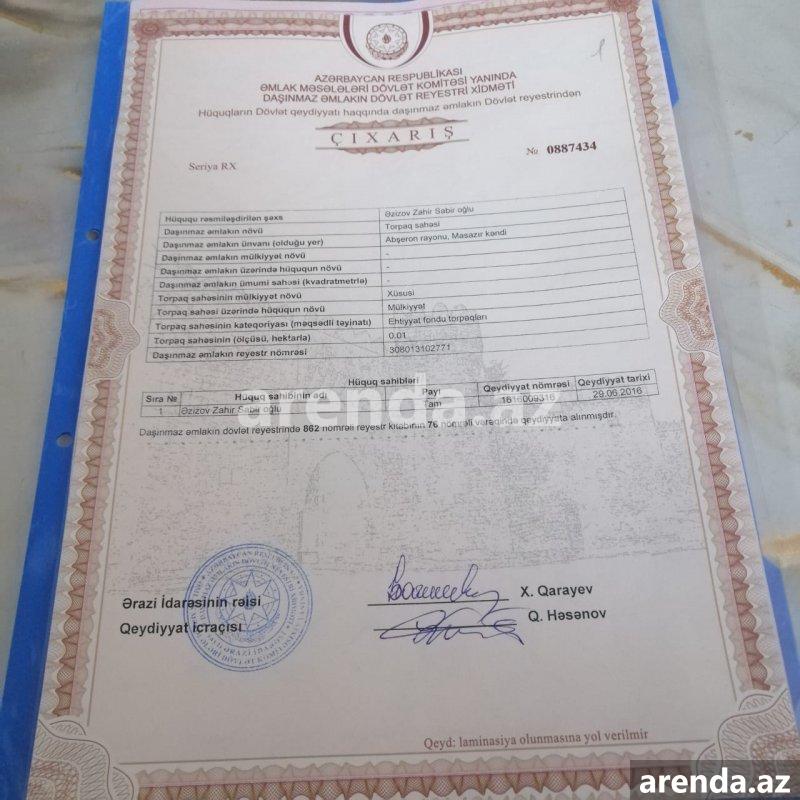 AZƏRBAYCAN RESPUBLİKASI
ƏMLAK MƏSƏLƏLƏRİ DÖVLƏT KOMİTƏSİ YANINDA
DAŞINMAZ ƏMLAKIN DÖVLƏT REYESTRİ XİDMƏTİ
Hüquqların Dövlət qeydiyyatı haqqında daşınmaz əmlakın Dövlət reyestrindən
ÇIXARIŞ
Seriya RX № 0887434
Hüququ rəsmiləşdirilən şəxs Əzizov Zahir Sabir oğlu
Daşınmaz əmlakın növü Torpaq sahəsi
Daşınmaz əmlakın ünvanı (olduğu yer) Abşeron rayonu, Masazır kəndi
Daşınmaz əmlakın mülkiyyət növü -
Daşınmaz əmlakın üzərində hüququn növü -
Daşınmaz əmlakın ümumi sahəsi (kvadratmetrlə) -
Torpaq sahəsinin mülkiyyət növü Xüsusi
Torpaq sahəsi üzərində hüququn növü Mülkiyyət
Torpaq sahəsinin kateqoriyası (məqsədli təyinatı) Ehtiyyat fondu torpaqları
Torpaq sahəsinin (ölçüsü, hektarla) 0.01
Daşınmaz əmlakın reyestr nömrəsi 308013102771
Hüquq sahibləri
Sıra № Hüquq sahibinin adı Payı Qeydiyyat nömrəsi Qeydiyyat tarixi
1 Əzizov Zahir Sabir oğlu Tam 1616009316 29.06.2016
Daşınmaz əmlakın dövlət reyestrində 862 nömrəli reyestr kitabının 76 nömrəli vərəqində qeydiyyata alınmışdır.
arenda.az
Ərazi İdarəsinin rəisi X. Qarayev
Qeydiyyat icraçısı Q. Həsənov
Qeyd: laminasiya olunmasına yol verilmir
arenda.az